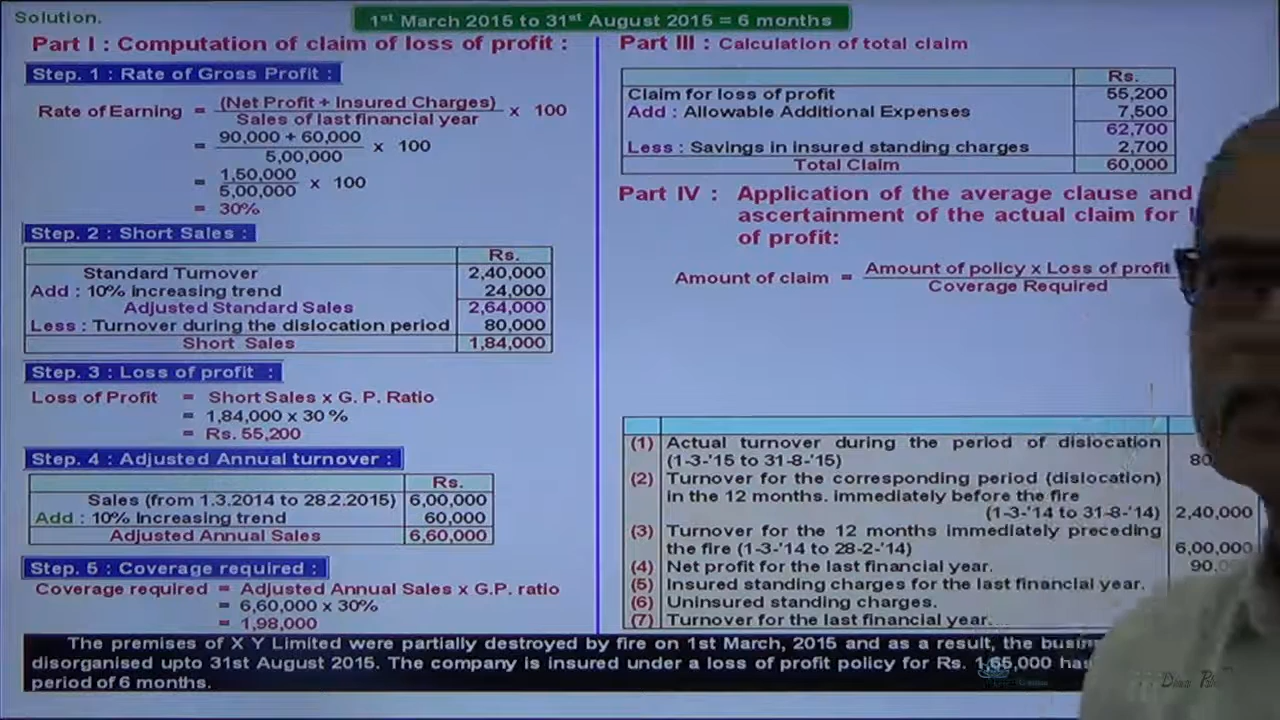 Solution.
1st March 2015 to 31st August 2015 = 6 months
Part I : Computation of claim of loss of profit :
Step. 1 : Rate of Gross Profit :
Rate of Earning = (Net Profit + Insured Charges) x 100
Sales of last financial year
= 90,000 + 60,000 x 100
5,00,000
= 1,50,000 x 100
5,00,000
= 30%
Step. 2 : Short Sales :
Rs.
Standard Turnover 2,40,000
Add : 10% increasing trend 24,000
Adjusted Standard Sales 2,64,000
Less : Turnover during the dislocation period 80,000
Short Sales 1,84,000
Step. 3 : Loss of profit :
Loss of Profit = Short Sales x G. P. Ratio
= 1,84,000 x 30 %
= Rs. 55,200
Step. 4 : Adjusted Annual turnover :
Rs.
Sales (from 1.3.2014 to 28.2.2015) 6,00,000
Add : 10% Increasing trend 60,000
Adjusted Annual Sales 6,60,000
Step. 5 : Coverage required :
Coverage required = Adjusted Annual Sales x G.P. ratio
= 6,60,000 x 30%
= 1,98,000
Part III : Calculation of total claim
Rs.
Claim for loss of profit 55,200
Add : Allowable Additional Expenses 7,500
62,700
Less : Savings in insured standing charges 2,700
Total Claim 60,000
Part IV : Application of the average clause and
ascertainment of the actual claim for
of profit:
Amount of claim = Amount of policy x Loss of profit
Coverage Required
(1) Actual turnover during the period of dislocation
(1-3-'15 to 31-8-'15) 80
(2) Turnover for the corresponding period (dislocation)
in the 12 months. immediately before the fire
(1-3-'14 to 31-8-'14) 2,40,000
(3) Turnover for the 12 months immediately preceding
the fire (1-3-'14 to 28-2-'14) 6,00,000
(4) Net profit for the last financial year. 90,
(5) Insured standing charges for the last financial year.
(6) Uninsured standing charges.
(7) Turnover for the last financial year.
The premises of X Y Limited were partially destroyed by fire on 1st March, 2015 and as a result, the
disorganised upto 31st August 2015. The company is insured under a loss of profit policy for Rs. 1,65,000
period of 6 months.